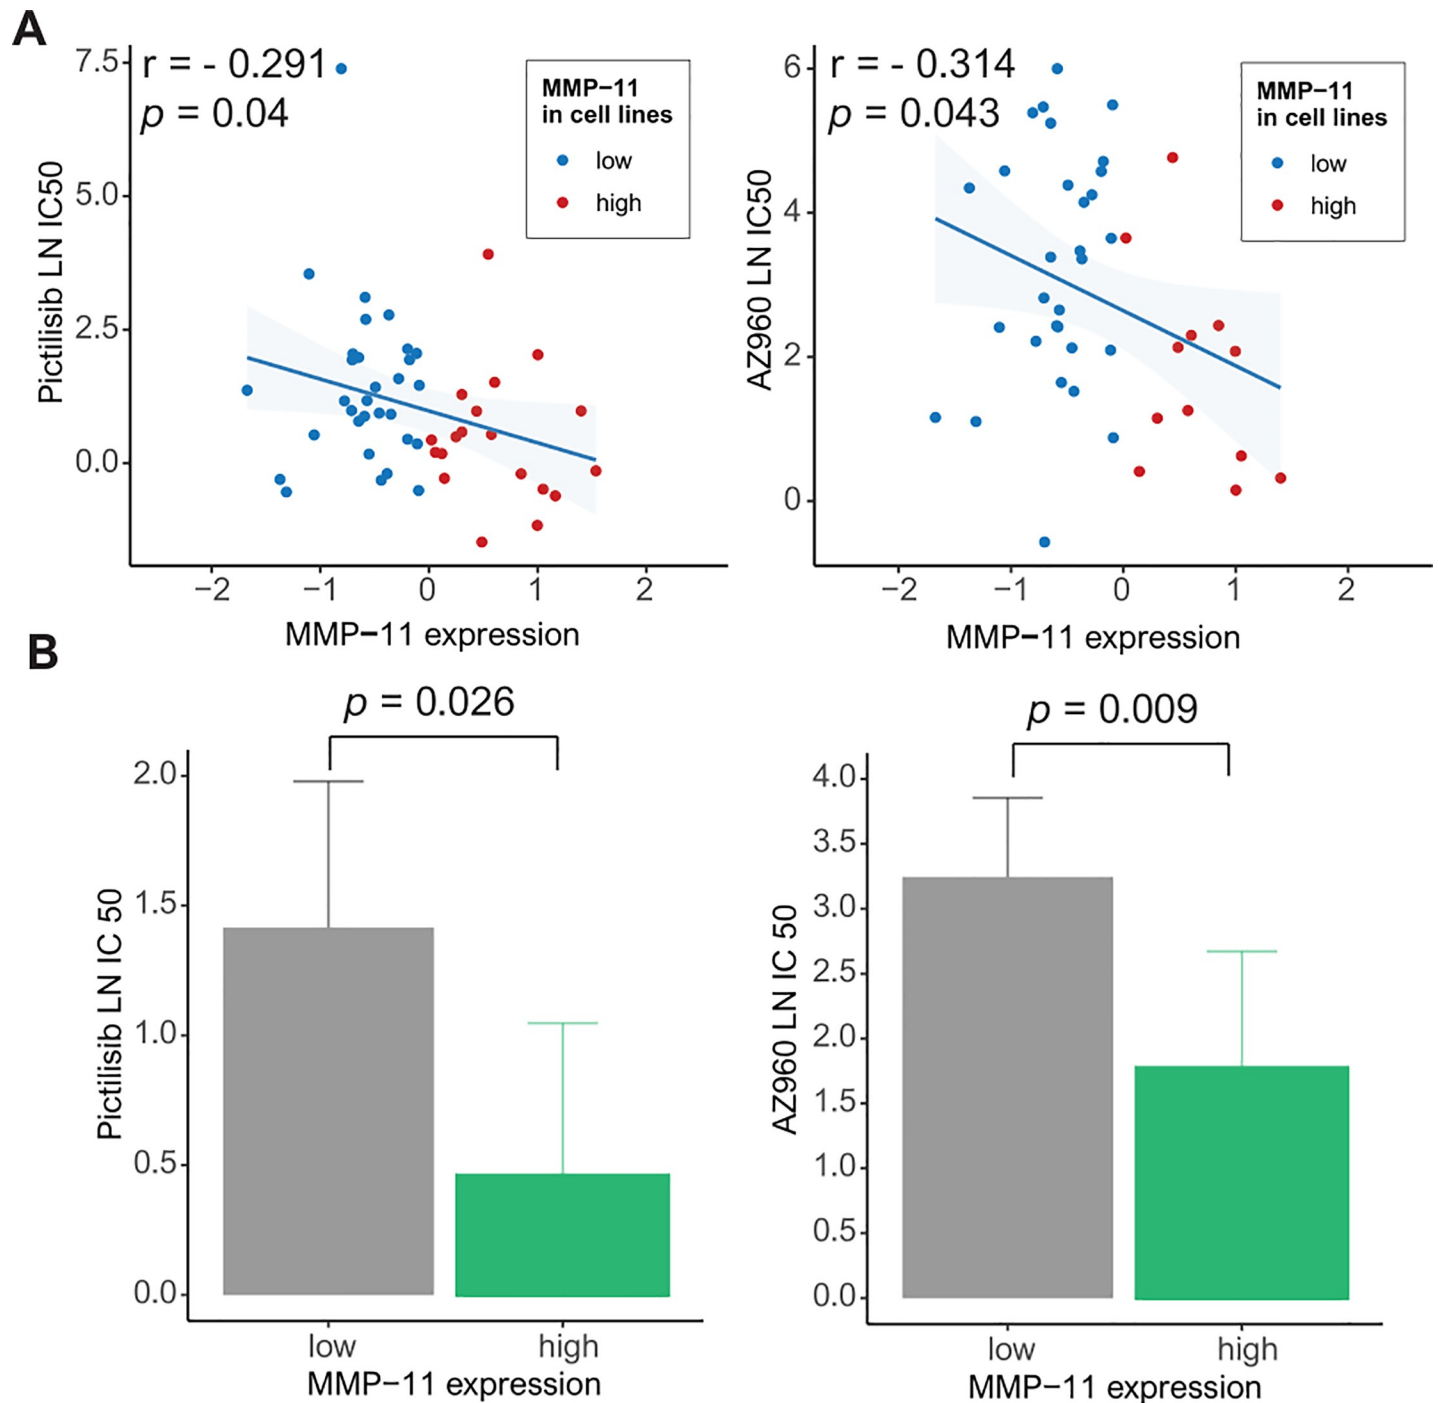 A
r = - 0.291
p = 0.04
MMP−11
in cell lines
low
high
Pictilisib LN IC50
7.5
5.0
2.5
0.0
−2
−1
0
1
2
MMP−11 expression
r = - 0.314
p = 0.043
MMP−11
in cell lines
low
high
AZ960 LN IC50
6
4
2
0
−2
−1
0
1
2
MMP−11 expression
B
p = 0.026
Pictilisib LN IC 50
2.0
1.5
1.0
0.5
0.0
low
high
MMP−11 expression
p = 0.009
AZ960 LN IC 50
4.0
3.5
3.0
2.5
2.0
1.5
1.0
0.5
0.0
low
high
MMP−11 expression